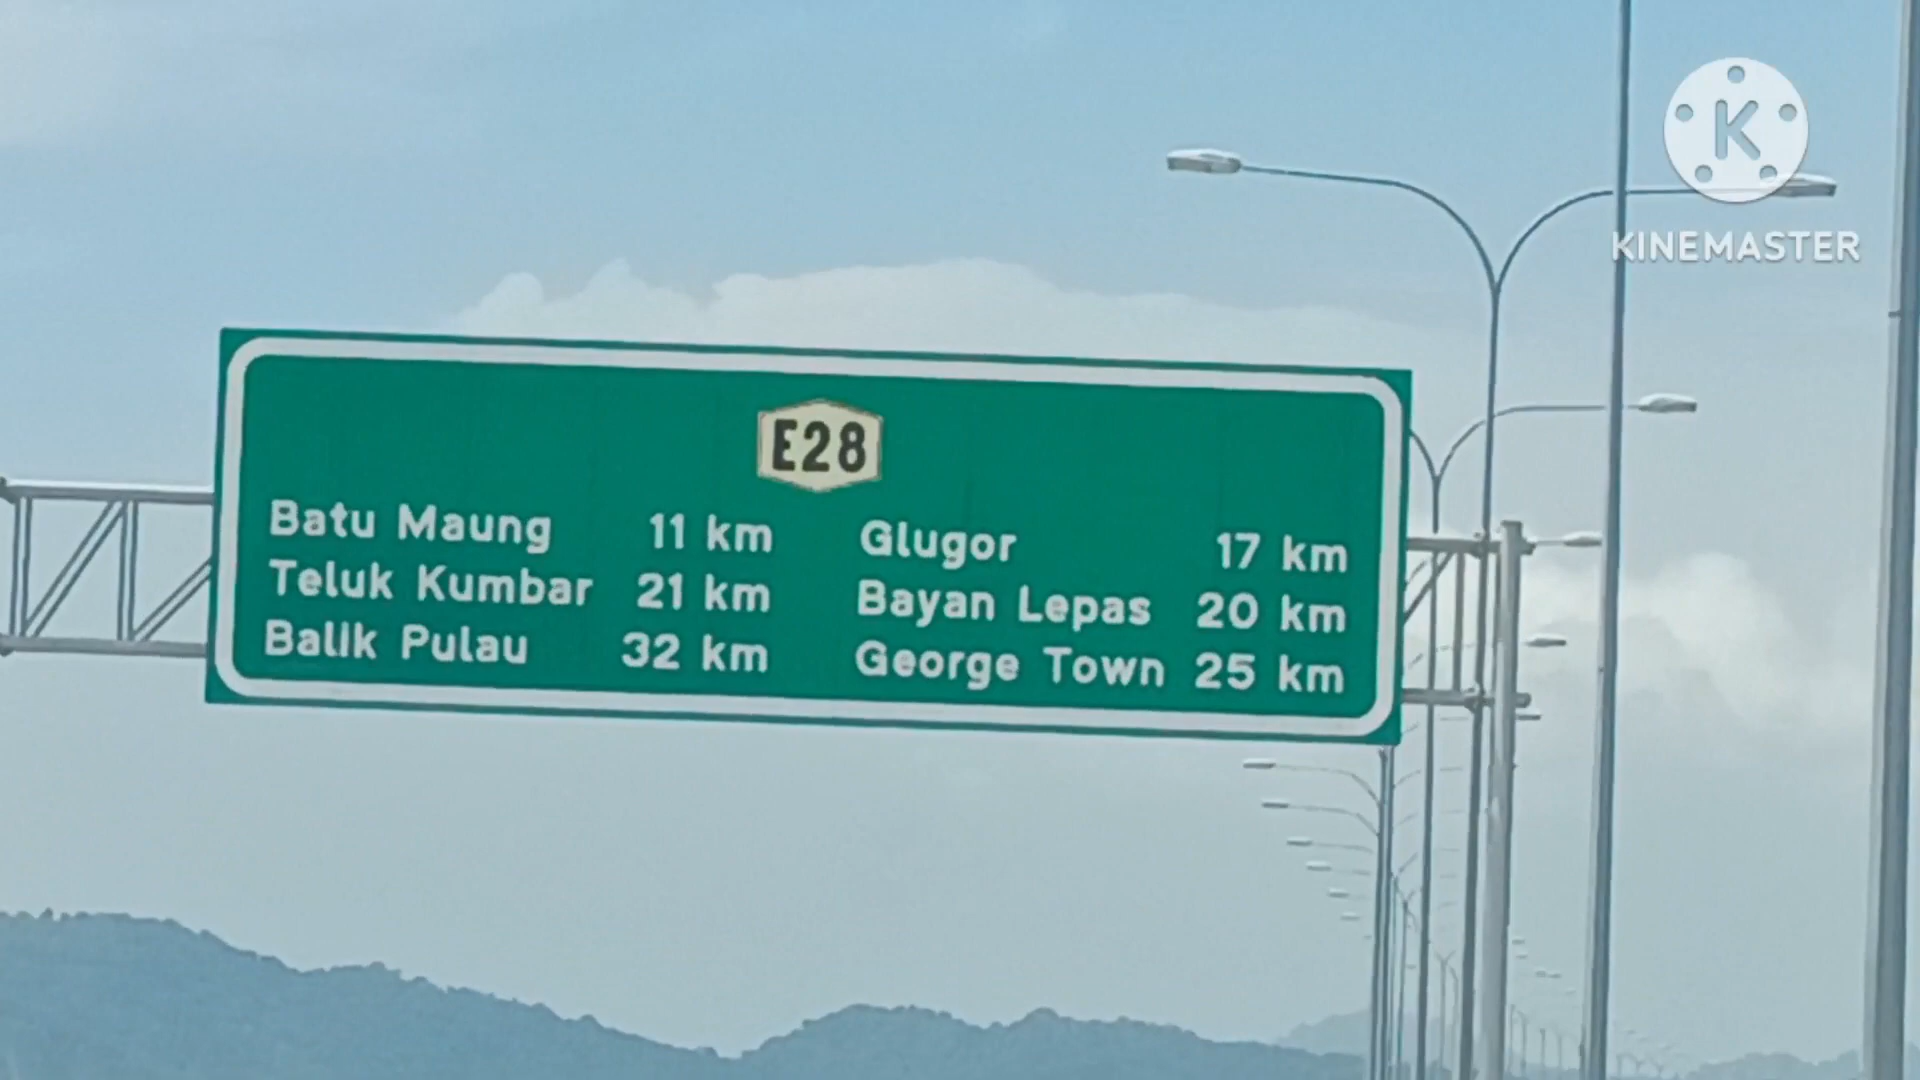 K
KINEMASTER
E28
Batu Maung 11 km
Teluk Kumbar 21 km
Balik Pulau 32 km
Glugor 17 km
Bayan Lepas 20 km
George Town 25 km